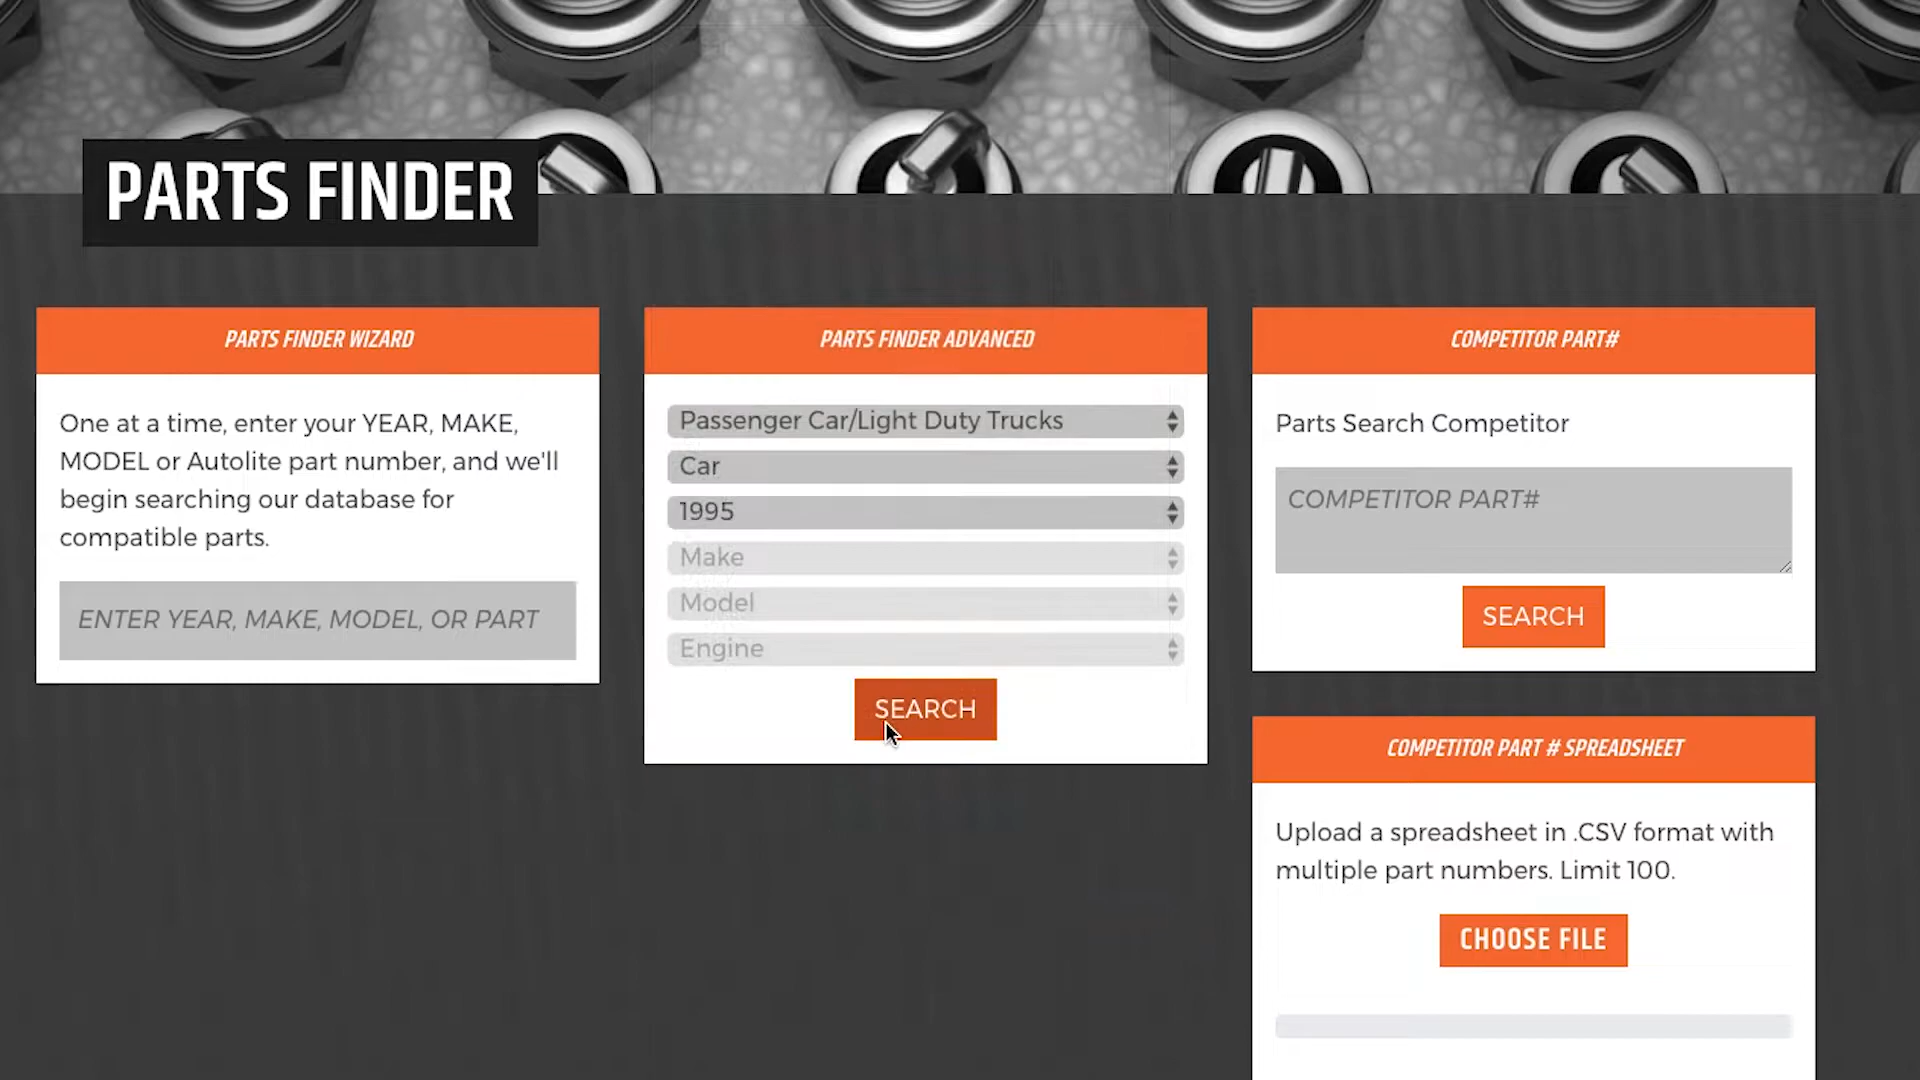 PARTS FINDER
PARTS FINDER WIZARD
One at a time, enter your YEAR, MAKE,
MODEL or Autolite part number, and we'll
begin searching our database for
compatible parts.
ENTER YEAR, MAKE, MODEL, OR PART
PARTS FINDER ADVANCED
Passenger Car/Light Duty Trucks
Car
1995
Make
Model
Engine
SEARCH
COMPETITOR PART#
Parts Search Competitor
COMPETITOR PART#
SEARCH
COMPETITOR PART # SPREADSHEET
Upload a spreadsheet in .CSV format with
multiple part numbers. Limit 100.
CHOOSE FILE